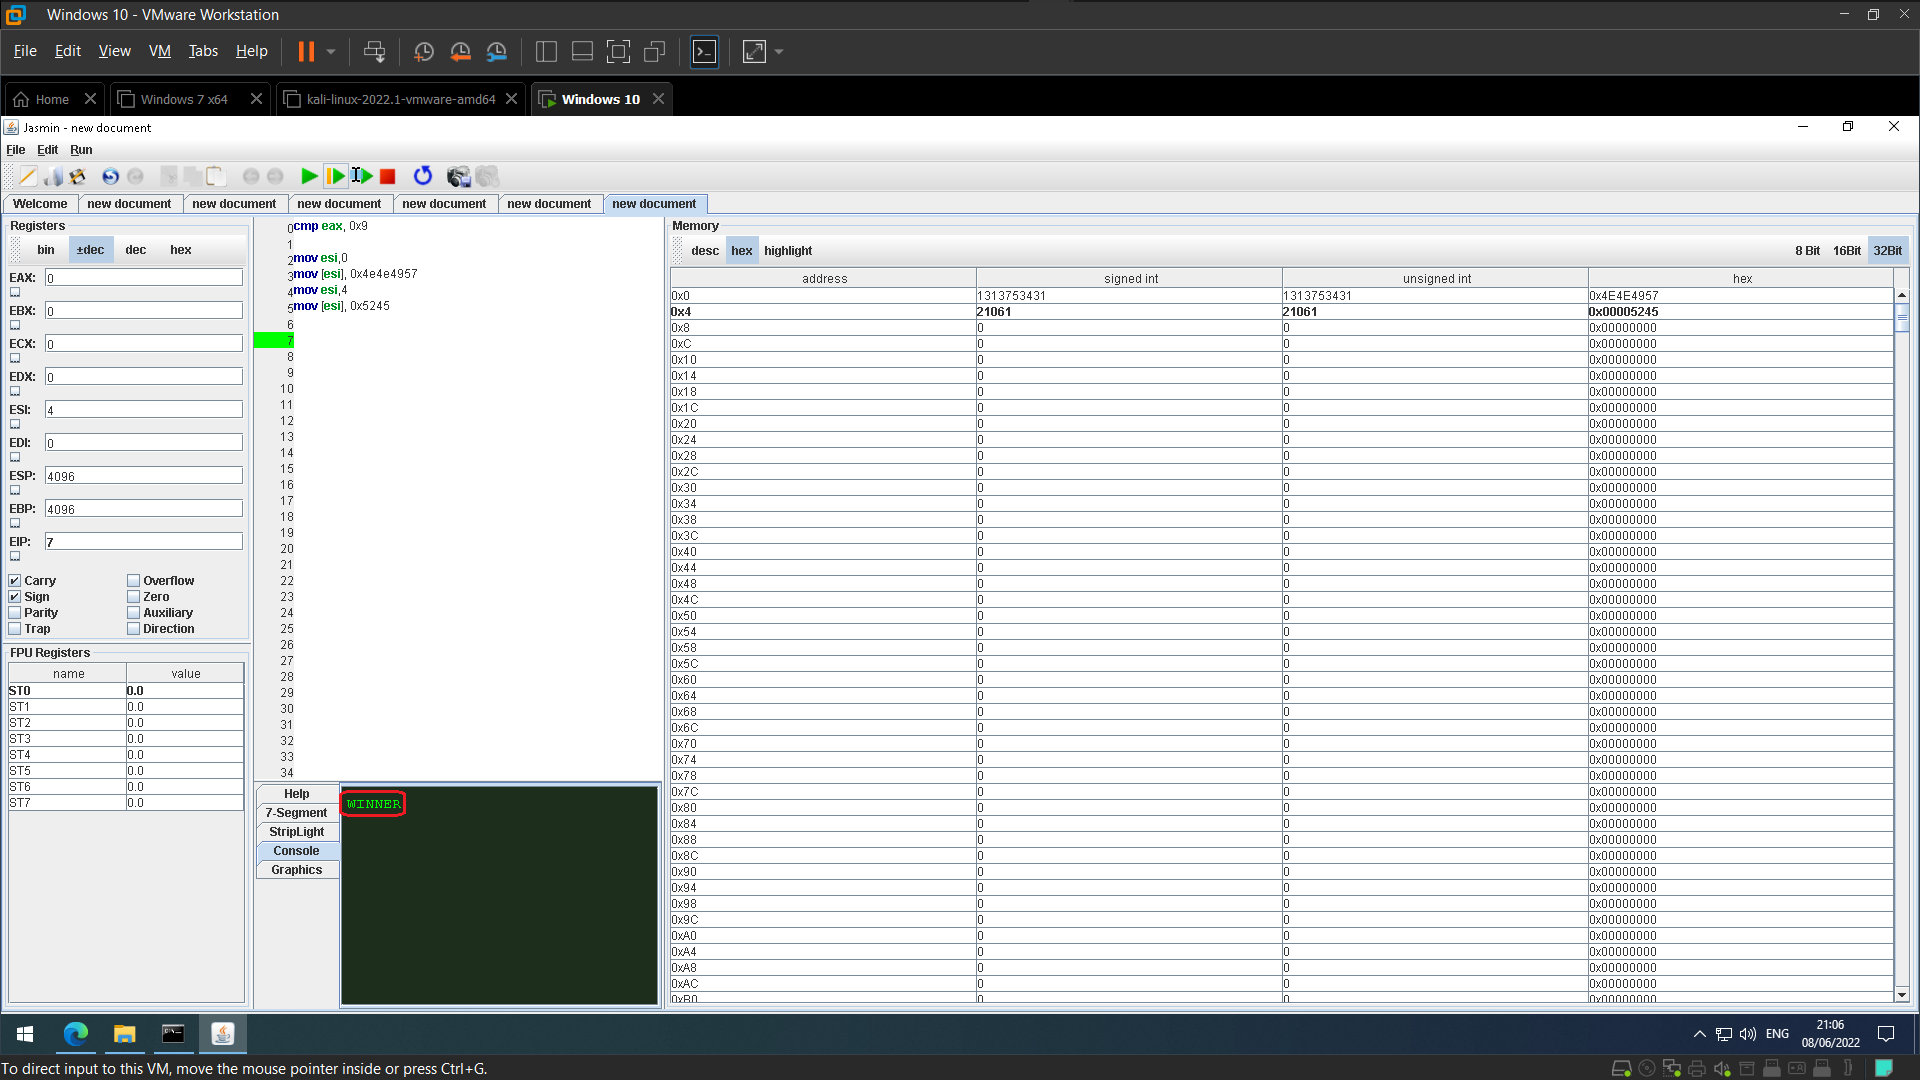 Windows 10 - VMware Workstation
File Edit View VM Tabs Help
Home Windows 7 x64 kali-linux-2022.1-vmware-amd64 Windows 10
Jasmin - new document
File Edit Run
Welcome new document new document new document new document new document new document
Registers
bin ±dec dec hex
EAX: 0
...
EBX: 0
...
ECX: 0
...
EDX: 0
...
ESI: 4
...
EDI: 0
...
ESP: 4096
...
EBP: 4096
...
EIP: 7
...
Carry Overflow
Sign Zero
Parity Auxiliary
Trap Direction
FPU Registers
name value
ST0 0.0
ST1 0.0
ST2 0.0
ST3 0.0
ST4 0.0
ST5 0.0
ST6 0.0
ST7 0.0
0 cmp eax, 0x9
1
2 mov esi,0
3 mov [esi], 0x4e4e4957
4 mov esi,4
5 mov [esi], 0x5245
6
7
8
9
10
11
12
13
14
15
16
17
18
19
20
21
22
23
24
25
26
27
28
29
30
31
32
33
34
Help
7-Segment
StripLight
Console
Graphics
WINNER
Memory
desc hex highlight 8 Bit 16Bit 32Bit
address signed int unsigned int hex
0x0 1313753431 1313753431 0x4E4E4957
0x4 21061 21061 0x00005245
0x8 0 0 0x00000000
0xC 0 0 0x00000000
0x10 0 0 0x00000000
0x14 0 0 0x00000000
0x18 0 0 0x00000000
0x1C 0 0 0x00000000
0x20 0 0 0x00000000
0x24 0 0 0x00000000
0x28 0 0 0x00000000
0x2C 0 0 0x00000000
0x30 0 0 0x00000000
0x34 0 0 0x00000000
0x38 0 0 0x00000000
0x3C 0 0 0x00000000
0x40 0 0 0x00000000
0x44 0 0 0x00000000
0x48 0 0 0x00000000
0x4C 0 0 0x00000000
0x50 0 0 0x00000000
0x54 0 0 0x00000000
0x58 0 0 0x00000000
0x5C 0 0 0x00000000
0x60 0 0 0x00000000
0x64 0 0 0x00000000
0x68 0 0 0x00000000
0x6C 0 0 0x00000000
0x70 0 0 0x00000000
0x74 0 0 0x00000000
0x78 0 0 0x00000000
0x7C 0 0 0x00000000
0x80 0 0 0x00000000
0x84 0 0 0x00000000
0x88 0 0 0x00000000
0x8C 0 0 0x00000000
0x90 0 0 0x00000000
0x94 0 0 0x00000000
0x98 0 0 0x00000000
0x9C 0 0 0x00000000
0xA0 0 0 0x00000000
0xA4 0 0 0x00000000
0xA8 0 0 0x00000000
0xAC 0 0 0x00000000
0xB0 0 0 0x00000000
ENG
21:06
08/06/2022
To direct input to this VM, move the mouse pointer inside or press Ctrl+G.